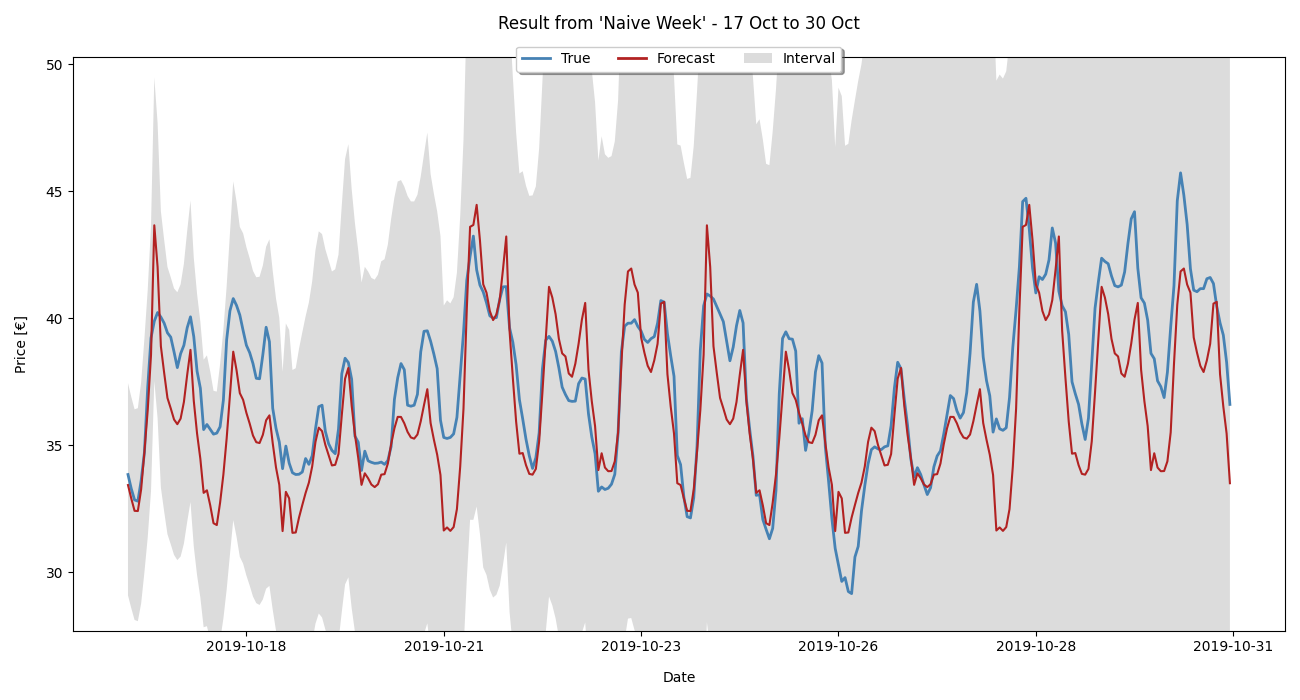 Result from 'Naive Week' - 17 Oct to 30 Oct
True Forecast Interval
50
45
40
35
30
Price [€]
2019-10-18 2019-10-21 2019-10-23 2019-10-26 2019-10-28 2019-10-31
Date